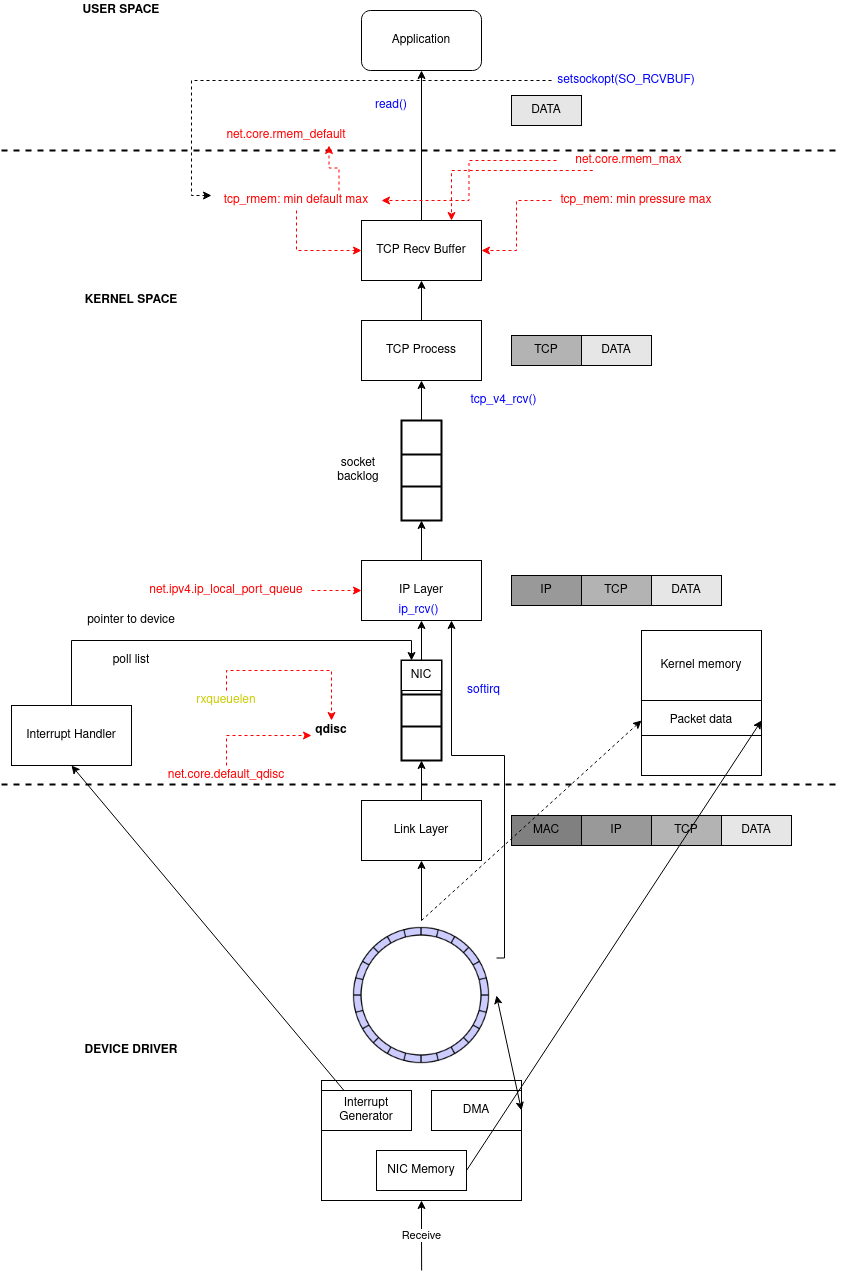 USER SPACE
Application
setsockopt(SO_RCVBUF)
read()
DATA
net.core.rmem_default
net.core.rmem_max
tcp_rmem: min default max
tcp_mem: min pressure max
TCP Recv Buffer
KERNEL SPACE
TCP Process
TCP
DATA
tcp_v4_rcv()
socket
backlog
net.ipv4.ip_local_port_queue
IP Layer
ip_rcv()
IP
TCP
DATA
pointer to device
poll list
NIC
Kernel memory
rxqueuelen
softirq
Interrupt Handler
qdisc
Packet data
net.core.default_qdisc
Link Layer
MAC
IP
TCP
DATA
DEVICE DRIVER
Interrupt
Generator
DMA
NIC Memory
Receive